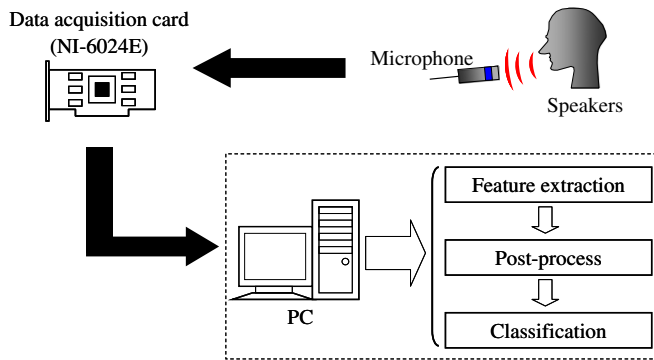 Data acquisition card
(NI-6024E)
Microphone
Speakers
Feature extraction
Post-process
Classification
PC